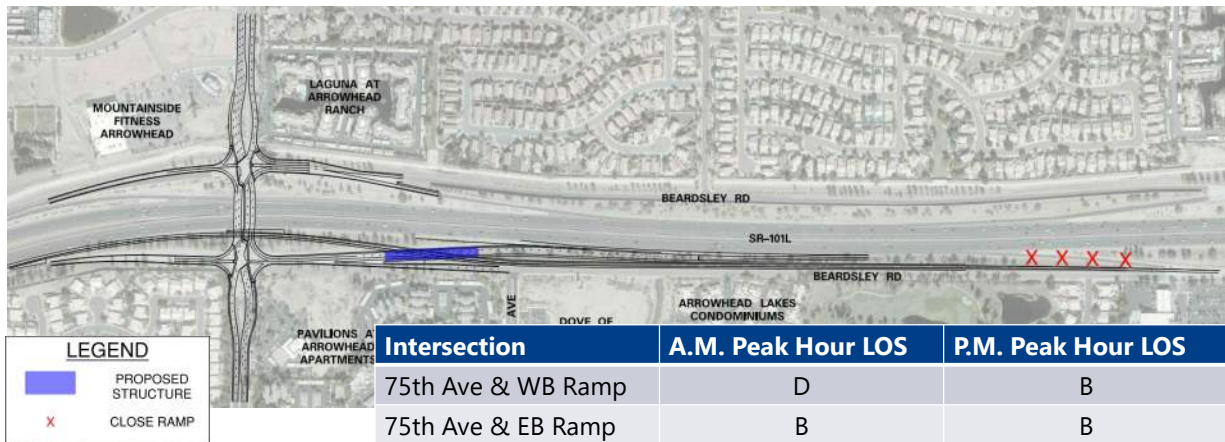 MOUNTAINSIDE
FITNESS
ARROWHEAD
LAGUNA AT
ARROWHEAD
RANCH
BEARDSLEY RD
SR-101L
BEARDSLEY RD
AVE
PAVILIONS AT
ARROWHEAD
APARTMENTS
DOVE OF
ARROWHEAD LAKES
CONDOMINIUMS
LEGEND
PROPOSED
STRUCTURE
X CLOSE RAMP
Intersection A.M. Peak Hour LOS P.M. Peak Hour LOS
75th Ave & WB Ramp D B
75th Ave & EB Ramp B B
X X X X